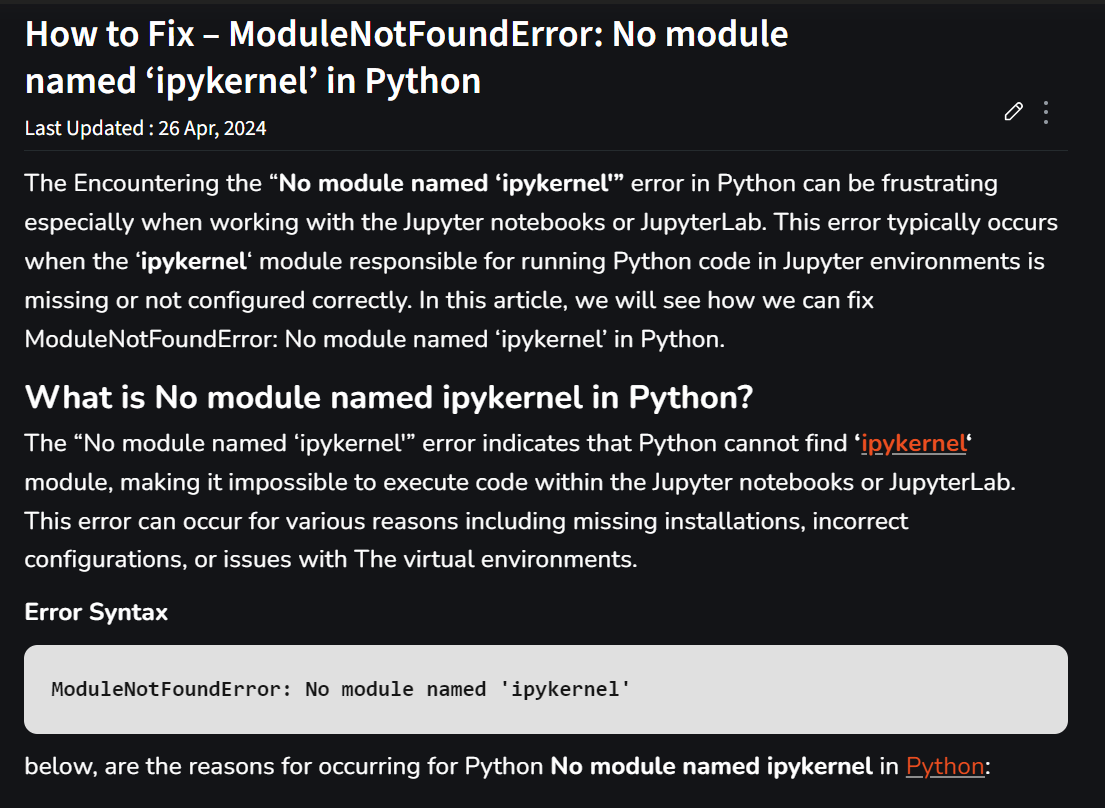 How to Fix – ModuleNotFoundError: No module
named ‘ipykernel’ in Python
Last Updated : 26 Apr, 2024
The Encountering the “No module named ‘ipykernel'” error in Python can be frustrating
especially when working with the Jupyter notebooks or JupyterLab. This error typically occurs
when the ‘ipykernel‘ module responsible for running Python code in Jupyter environments is
missing or not configured correctly. In this article, we will see how we can fix
ModuleNotFoundError: No module named ‘ipykernel’ in Python.
What is No module named ipykernel in Python?
The “No module named ‘ipykernel'” error indicates that Python cannot find ‘ipykernel‘
module, making it impossible to execute code within the Jupyter notebooks or JupyterLab.
This error can occur for various reasons including missing installations, incorrect
configurations, or issues with The virtual environments.
Error Syntax
ModuleNotFoundError: No module named 'ipykernel'
below, are the reasons for occurring for Python No module named ipykernel in Python: